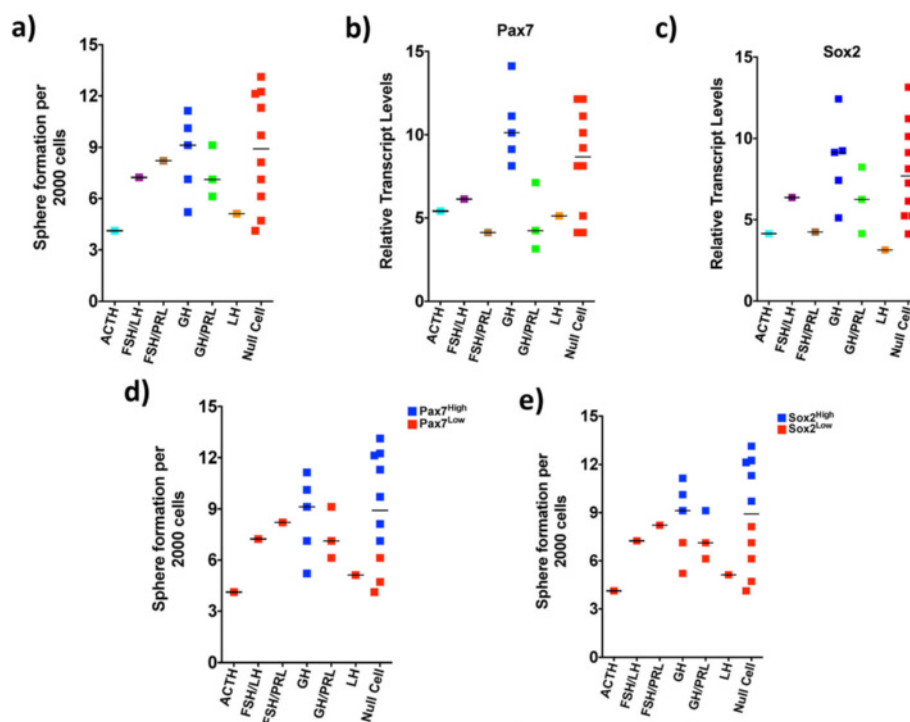 a)
Sphere formation per
2000 cells
15
12
9
6
3
0
ACTH
FSH/LH
FSH/PRL
GH
GH/PRL
LH
Null Cell
b)
Pax7
Relative Transcript Levels
15
10
5
0
ACTH
FSH/LH
FSH/PRL
GH
GH/PRL
LH
Null Cell
c)
Sox2
Relative Transcript Levels
15
10
5
0
ACTH
FSH/LH
FSH/PRL
GH
GH/PRL
LH
Null Cell
d)
Pax7High
Pax7Low
Sphere formation per
2000 cells
15
12
9
6
3
0
ACTH
FSH/LH
FSH/PRL
GH
GH/PRL
LH
Null Cell
e)
Sox2High
Sox2Low
Sphere formation per
2000 cells
15
12
9
6
3
0
ACTH
FSH/LH
FSH/PRL
GH
GH/PRL
LH
Null Cell